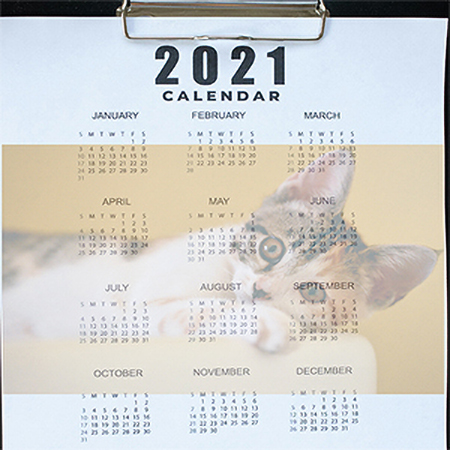 2021
CALENDAR
JANUARY
S M T W T F S
1 2
3 4 5 6 7 8 9
10 11 12 13 14 15 16
17 18 19 20 21 22 23
24 25 26 27 28 29 30
31
FEBRUARY
S M T W T F S
1 2 3 4 5 6
7 8 9 10 11 12 13
14 15 16 17 18 19 20
21 22 23 24 25 26 27
28
MARCH
S M T W T F S
1 2 3 4 5 6
7 8 9 10 11 12 13
14 15 16 17 18 19 20
21 22 23 24 25 26 27
28 29 30 31
APRIL
S M T W T F S
1 2 3
4 5 6 7 8 9 10
11 12 13 14 15 16 17
18 19 20 21 22 23 24
25 26 27 28 29 30
MAY
S M T W T F S
1
2 3 4 5 6 7 8
9 10 11 12 13 14 15
16 17 18 19 20 21 22
23 24 25 26 27 28 29
30 31
JUNE
S M T W T F S
1 2 3 4 5
6 7 8 9 10 11 12
13 14 15 16 17 18 19
20 21 22 23 24 25 26
27 28 29 30
JULY
S M T W T F S
1 2 3
4 5 6 7 8 9 10
11 12 13 14 15 16 17
18 19 20 21 22 23 24
25 26 27 28 29 30 31
AUGUST
S M T W T F S
1 2 3 4 5 6 7
8 9 10 11 12 13 14
15 16 17 18 19 20 21
22 23 24 25 26 27 28
29 30 31
SEPTEMBER
S M T W T F S
1 2 3 4
5 6 7 8 9 10 11
12 13 14 15 16 17 18
19 20 21 22 23 24 25
26 27 28 29 30
OCTOBER
S M T W T F S
1 2
3 4 5 6 7 8 9
10 11 12 13 14 15 16
17 18 19 20 21 22 23
24 25 26 27 28 29 30
31
NOVEMBER
S M T W T F S
1 2 3 4 5 6
7 8 9 10 11 12 13
14 15 16 17 18 19 20
21 22 23 24 25 26 27
28 29 30
DECEMBER
S M T W T F S
1 2 3 4
5 6 7 8 9 10 11
12 13 14 15 16 17 18
19 20 21 22 23 24 25
26 27 28 29 30 31